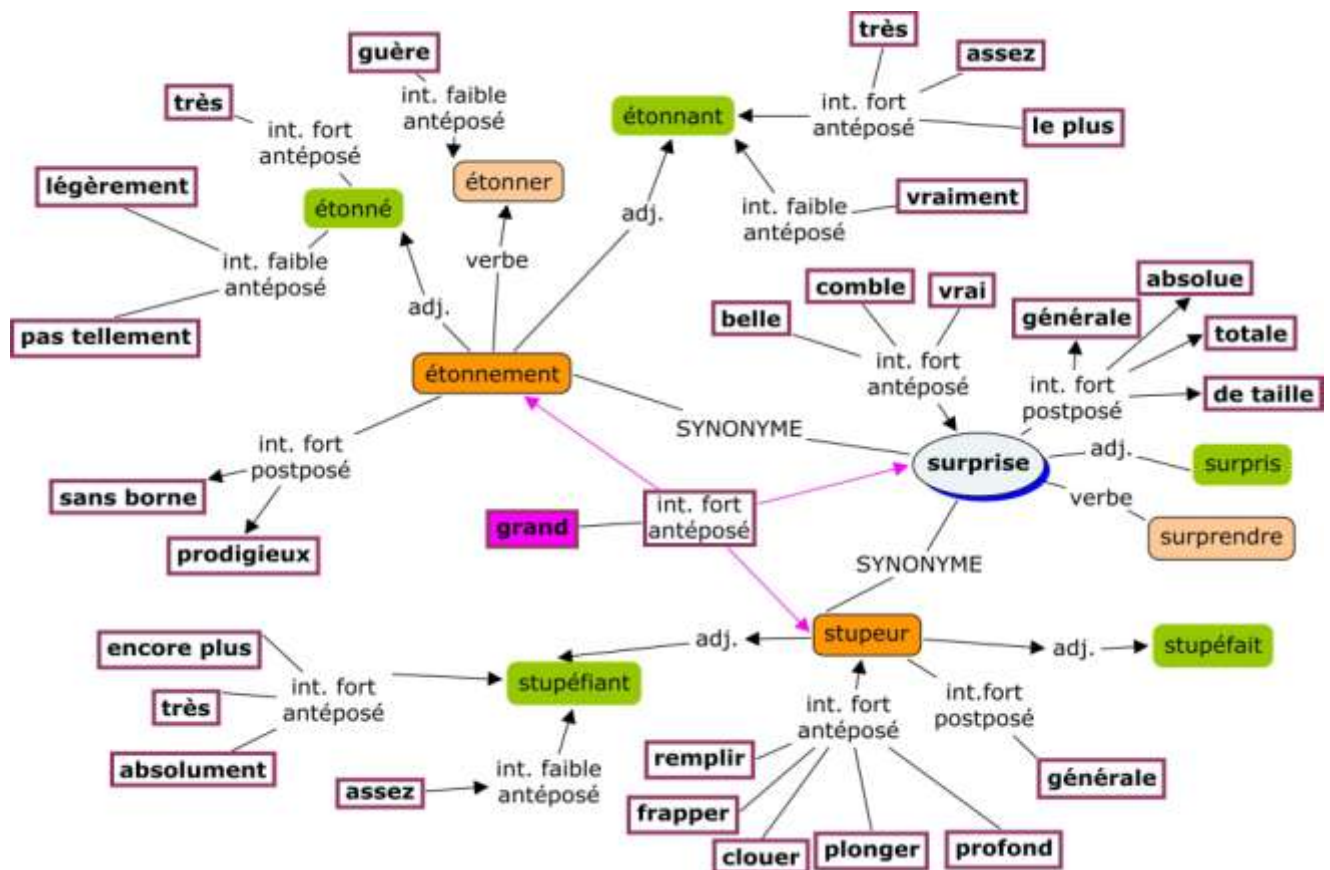 très
assez
guère
int. faible
antéposé
très
étonnant
int. fort
antéposé
le plus
int. fort
antéposé
légèrement
étonner
vraiment
étonné
adj.
int. faible
antéposé
int. faible
antéposé
verbe
adj.
pas tellement
absolue
comble
vrai
belle
générale
totale
int. fort
antéposé
étonnement
int. fort
postposé
de taille
SYNONYME
adj.
surpris
surprise
int. fort
postposé
verbe
sans borne
grand
int. fort
antéposé
surprendre
prodigieux
SYNONYME
encore plus
adj.
stupeur
adj.
stupéfait
int. fort
antéposé
stupéfiant
très
int. fort
antéposé
int.fort
postposé
absolument
remplir
générale
assez
int. faible
antéposé
frapper
clouer
plonger
profond